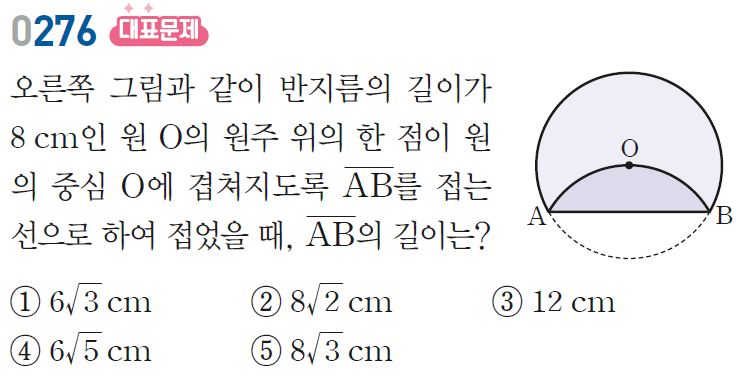 0276 대표문제
오른쪽 그림과 같이 반지름의 길이가
8 cm인 원 O의 원주 위의 한 점이 원
의 중심 O에 겹쳐지도록 \overline{AB}를 접는
선으로 하여 접었을 때, \overline{AB}의 길이는?
O
A
B
① 6√3 cm ② 8√2 cm ③ 12 cm
④ 6√5 cm ⑤ 8√3 cm